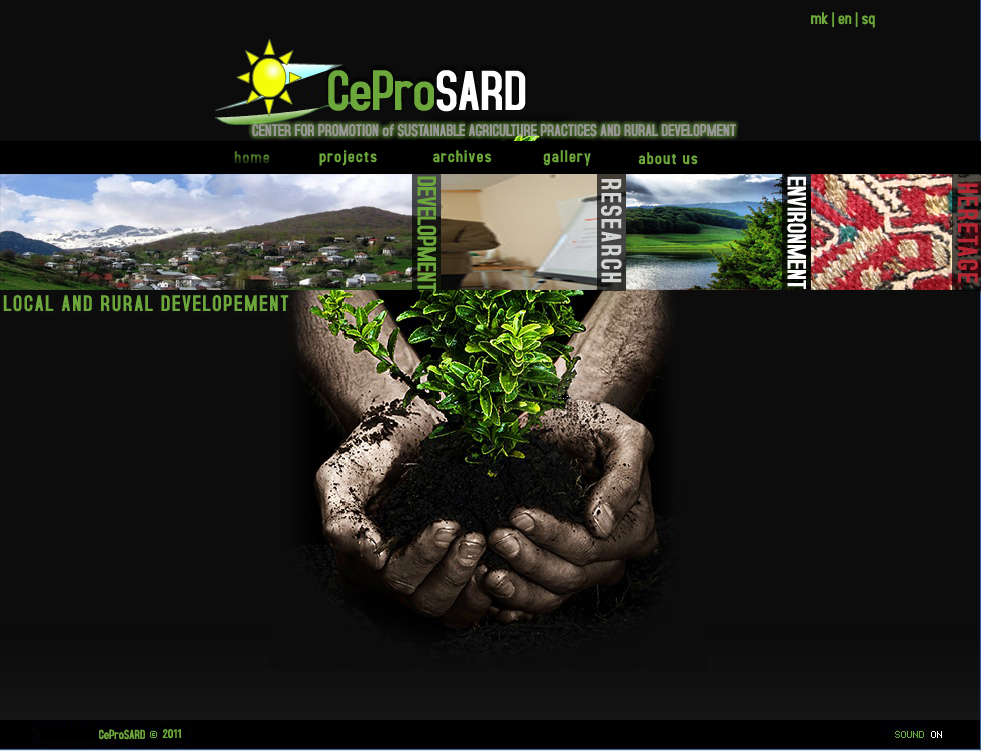 mk | en | sq
CeProSARD
CENTER FOR PROMOTION of SUSTAINABLE AGRICULTURE PRACTICES AND RURAL DEVELOPMENT
home projects archives gallery about us
DEVELOPMENT
RESEARCH
ENVIRONMENT
HERETAGE
LOCAL AND RURAL DEVELOPEMENT
CeProSARD © 2011
SOUND ON